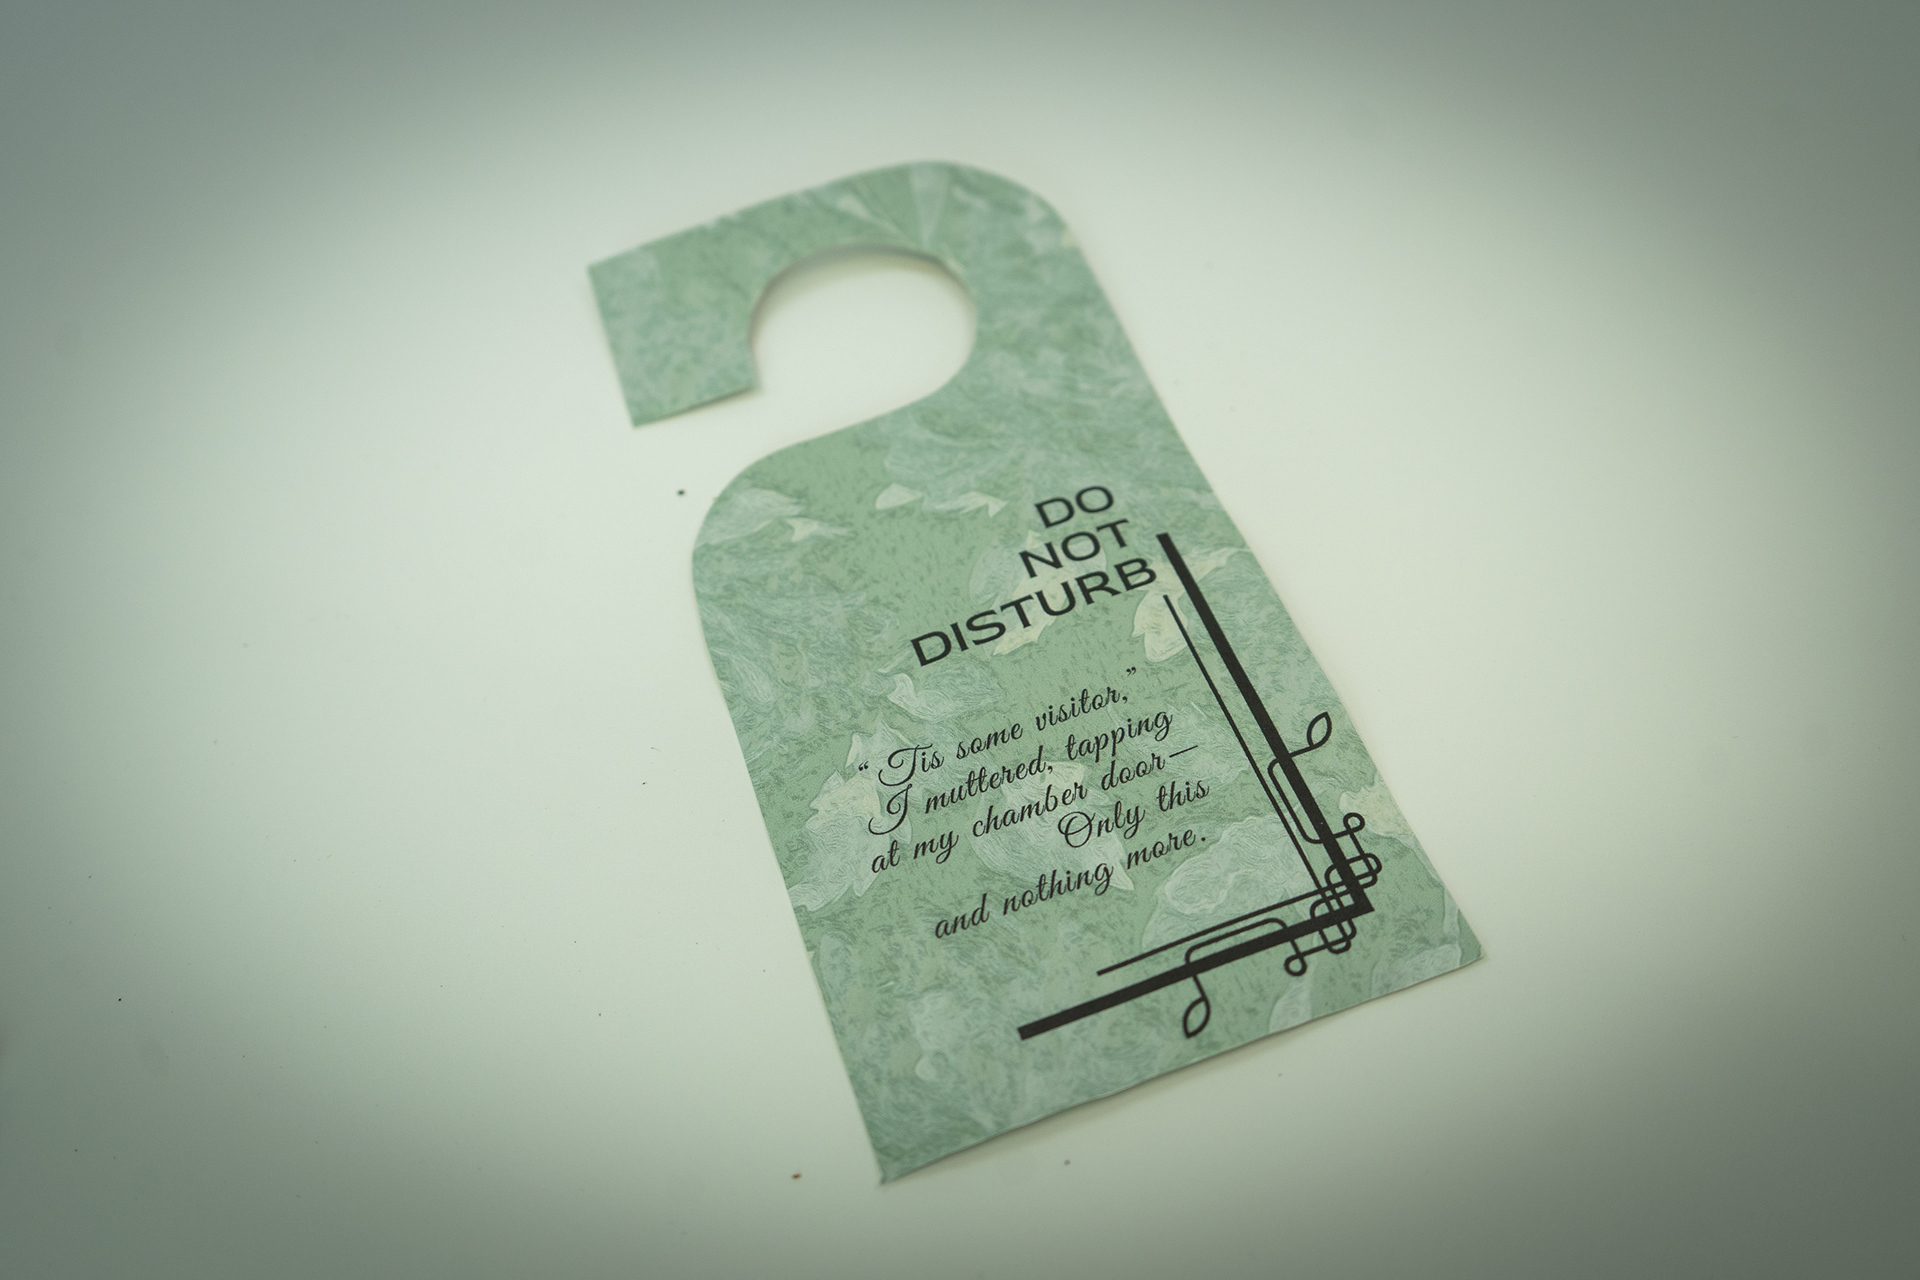 DO
NOT
DISTURB
“Tis some visitor,”
I muttered, tapping
at my chamber door—
Only this
and nothing more.